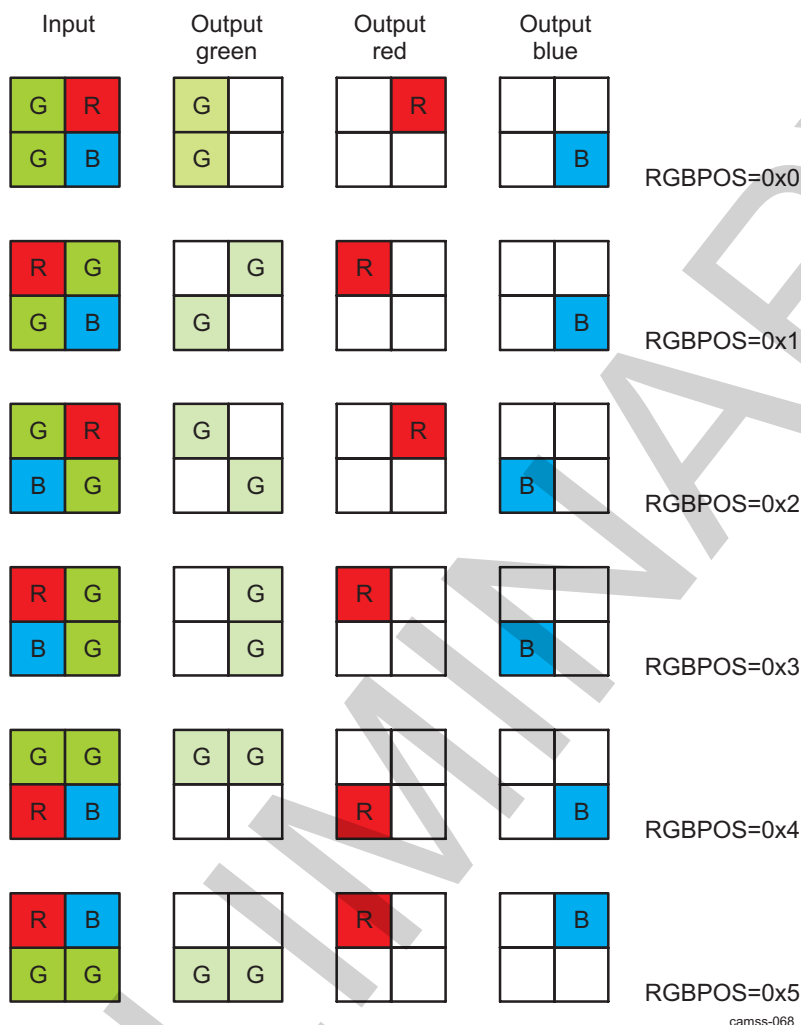 Input Output green Output red Output blue
G R G R
G B G B RGBPOS=0x0
R G G R
G B G B RGBPOS=0x1
G R G R
B G G B RGBPOS=0x2
R G G R
B G G B RGBPOS=0x3
G G G G
R B R B RGBPOS=0x4
R B R B
G G G G RGBPOS=0x5
camss-068